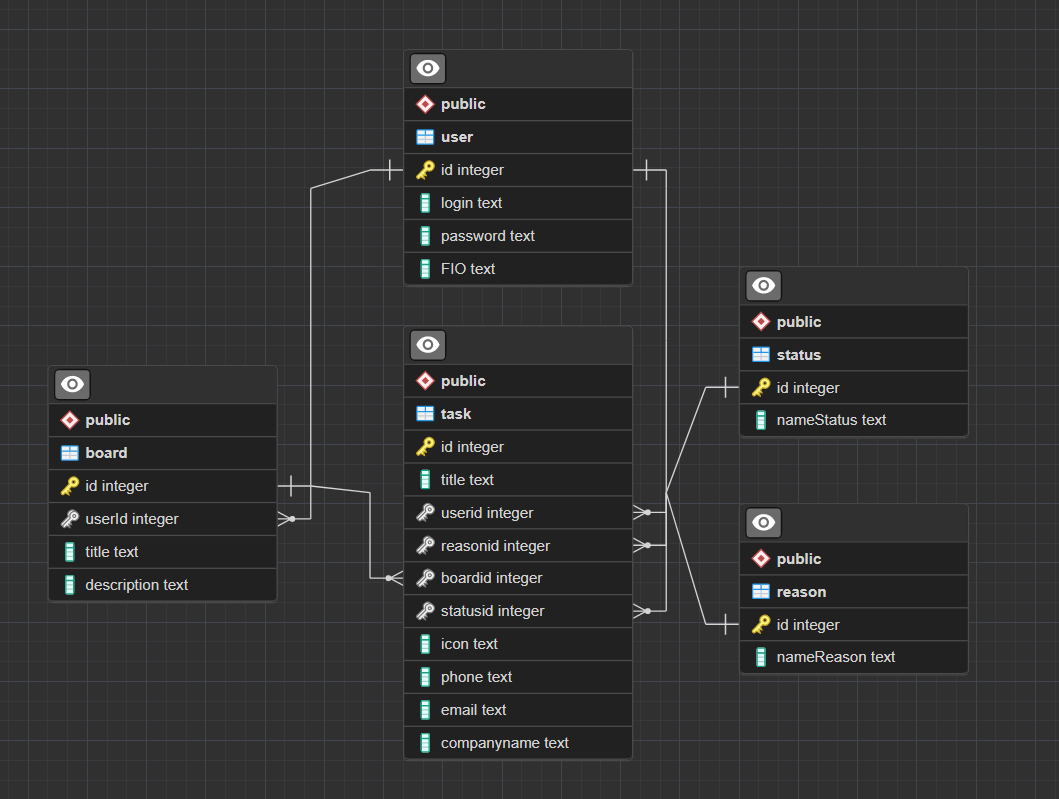 public
user
id integer
login text
password text
FIO text
public
task
id integer
title text
userid integer
reasonid integer
boardid integer
statusid integer
icon text
phone text
email text
companyname text
public
board
id integer
userId integer
title text
description text
public
status
id integer
nameStatus text
public
reason
id integer
nameReason text